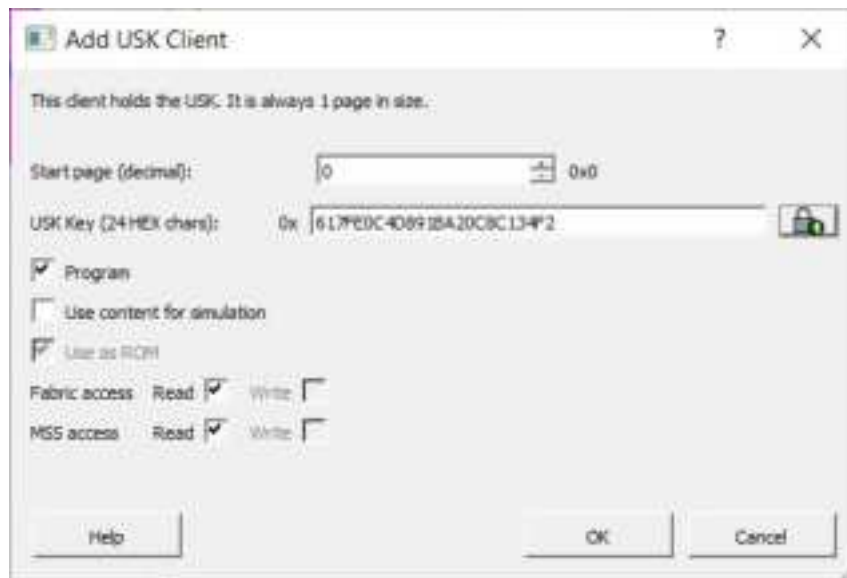 Add USK Client ?
This client holds the USK. It is always 1 page in size.
Start page (decimal): 0 0x0
USK Key (24 HEX chars): 0x 617FE0C4D891BA20C8C134F2
Program
Use content for simulation
Use as ROM
Fabric access Read Write
MSS access Read Write
Help OK Cancel